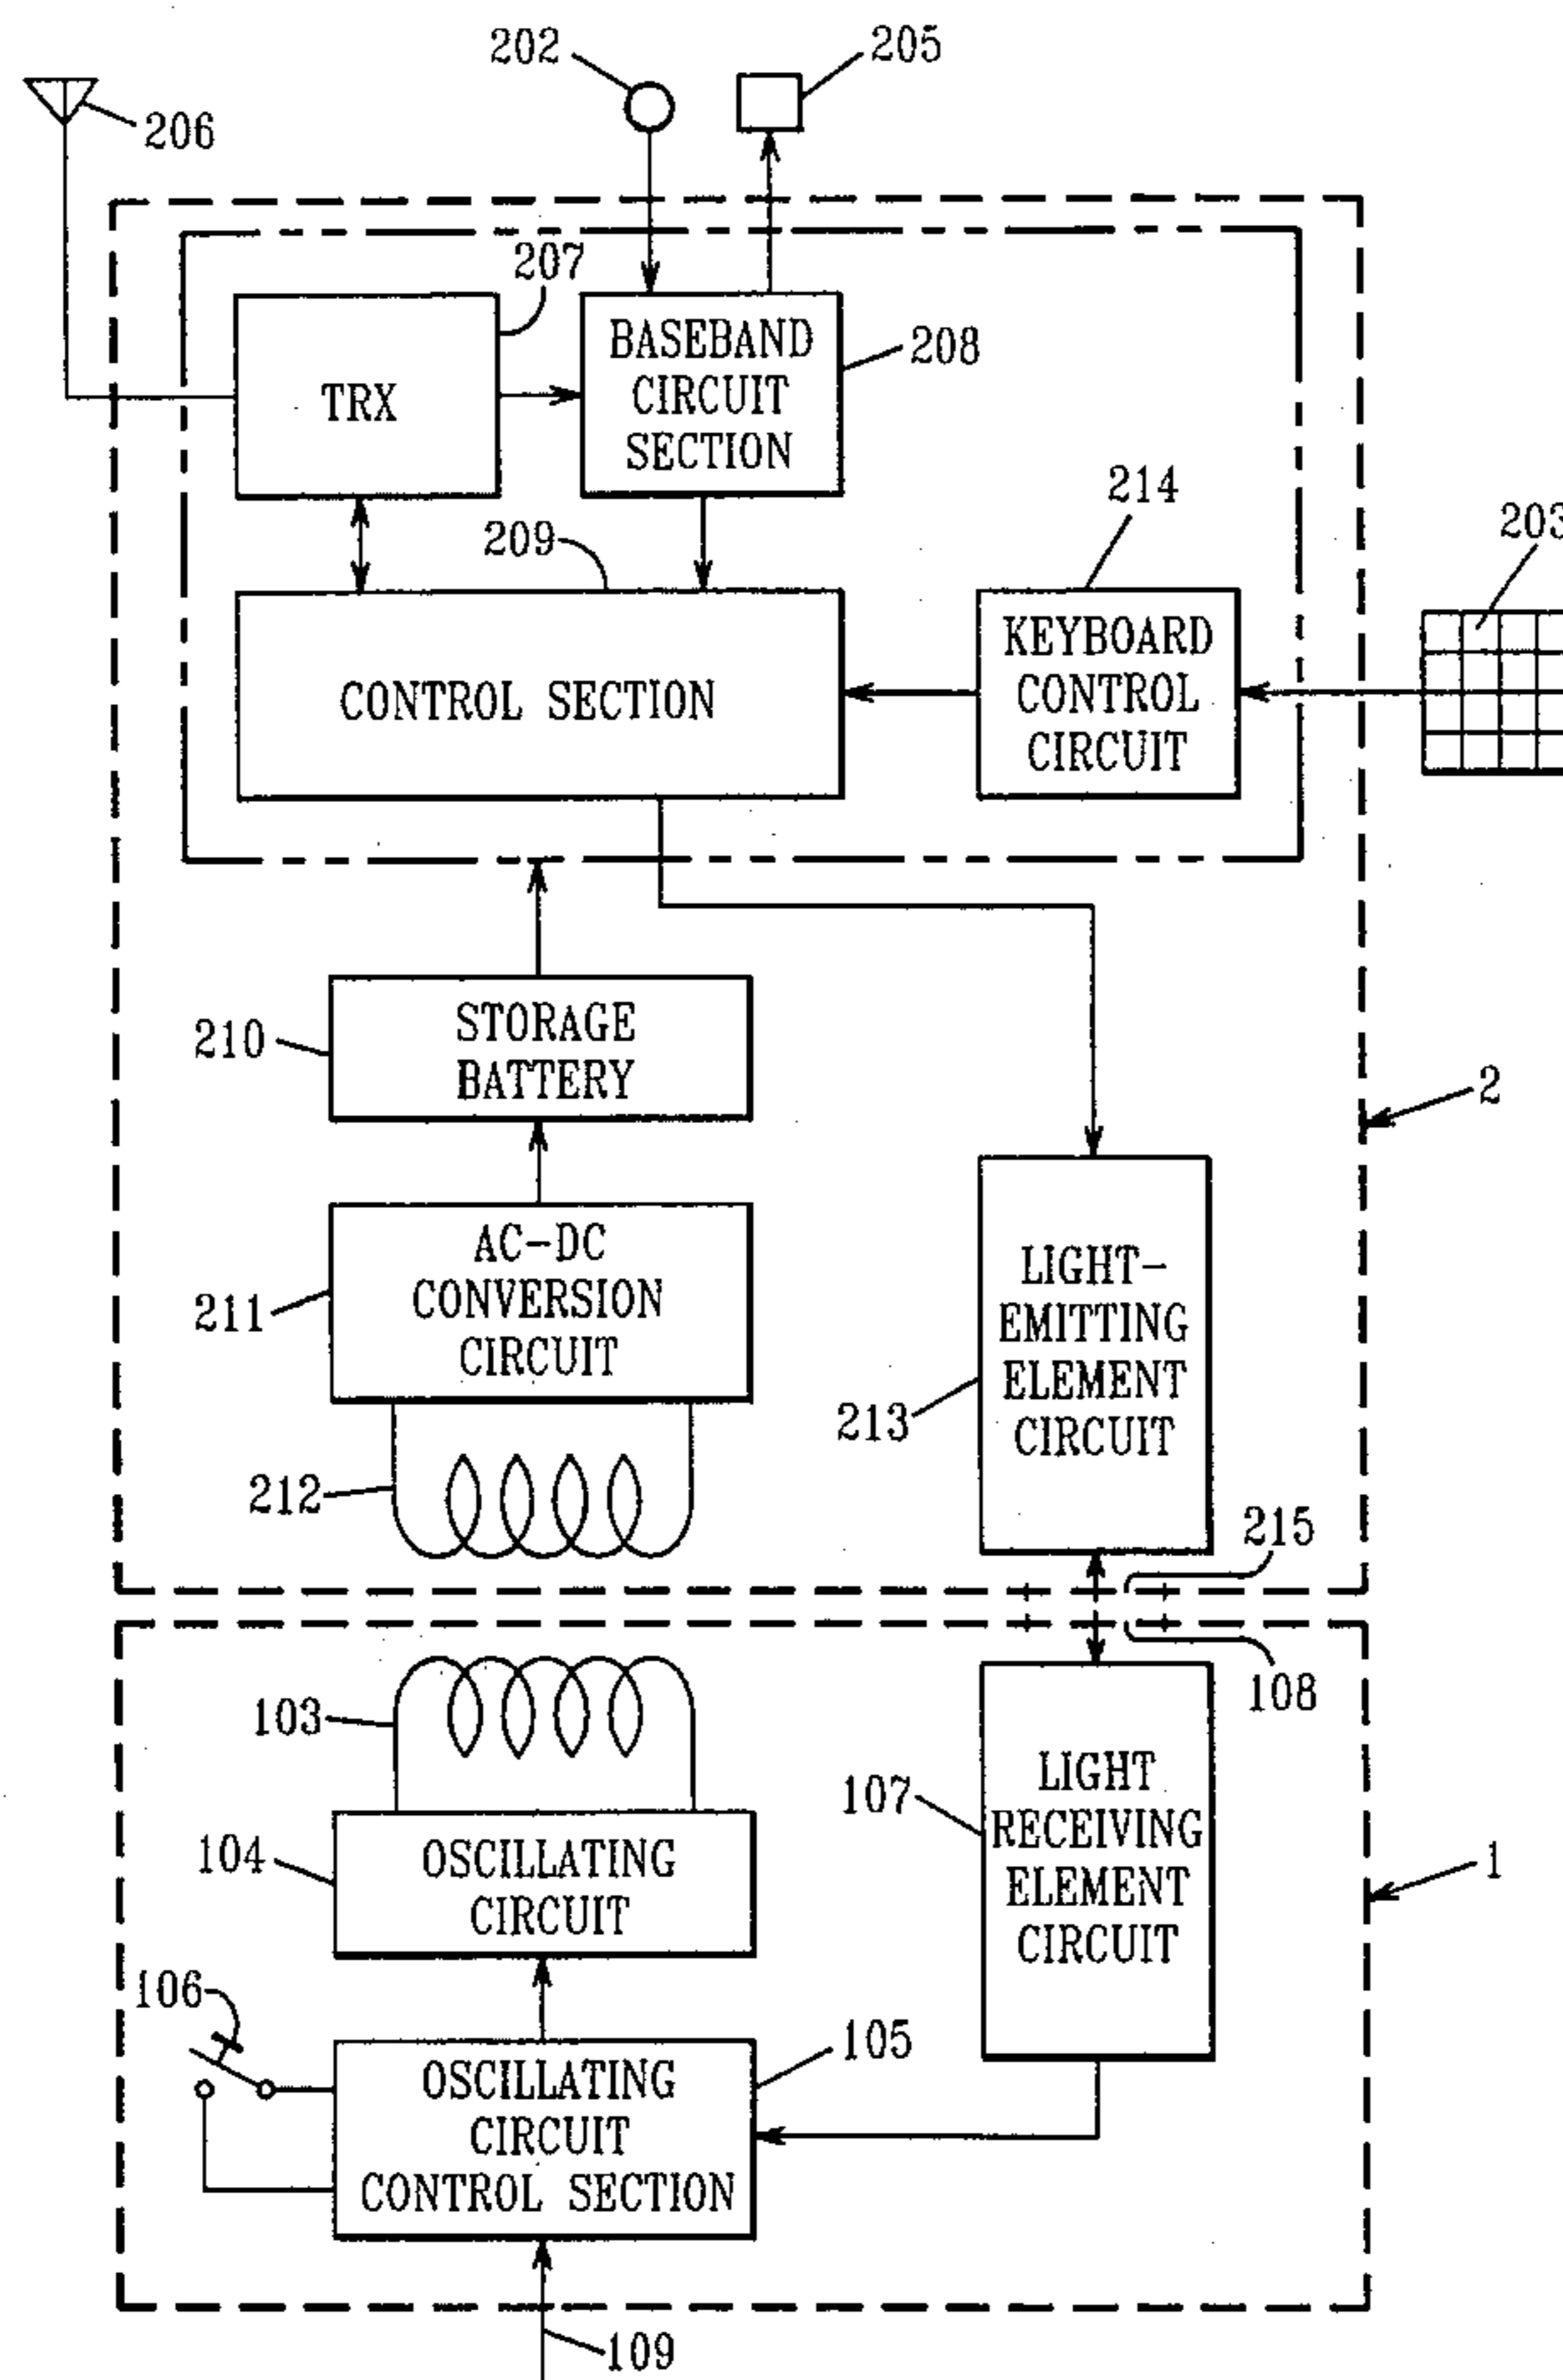 202
205
206
207
TRX
BASEBAND
CIRCUIT
SECTION
208
214
203
209
CONTROL SECTION
KEYBOARD
CONTROL
CIRCUIT
210
STORAGE
BATTERY
2
211
AC-DC
CONVERSION
CIRCUIT
LIGHT-
EMITTING
ELEMENT
CIRCUIT
213
212
215
108
103
107
LIGHT
RECEIVING
ELEMENT
CIRCUIT
104
OSCILLATING
CIRCUIT
1
106
105
OSCILLATING
CIRCUIT
CONTROL SECTION
109